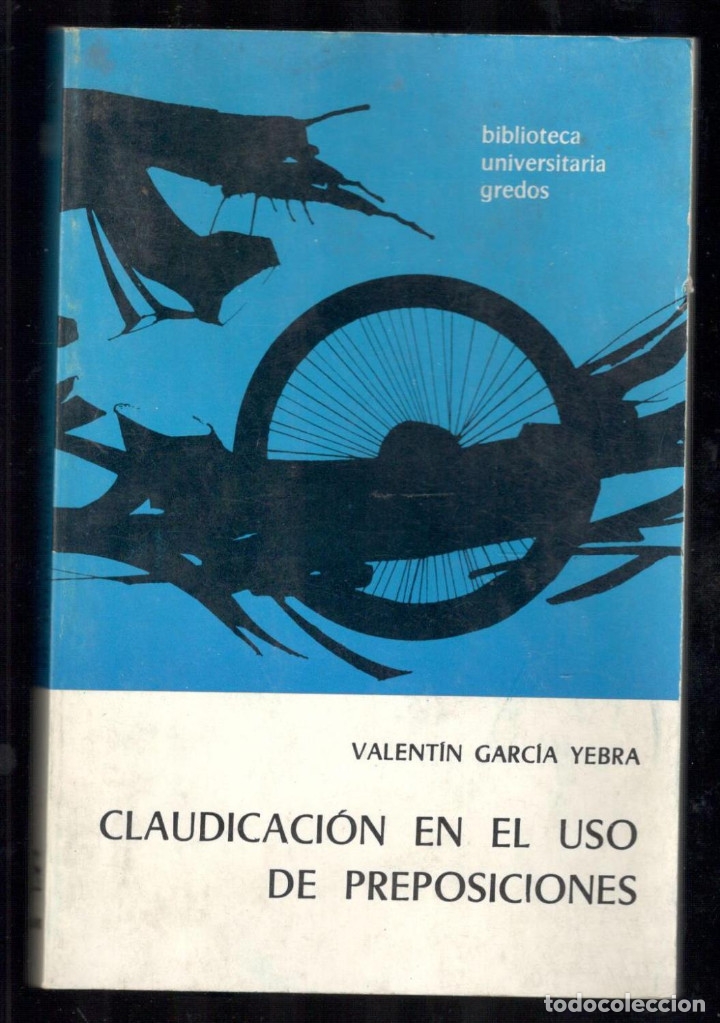 biblioteca
universitaria
gredos
VALENTÍN GARCÍA YEBRA
CLAUDICACIÓN EN EL USO
DE PREPOSICIONES
todocoleccion